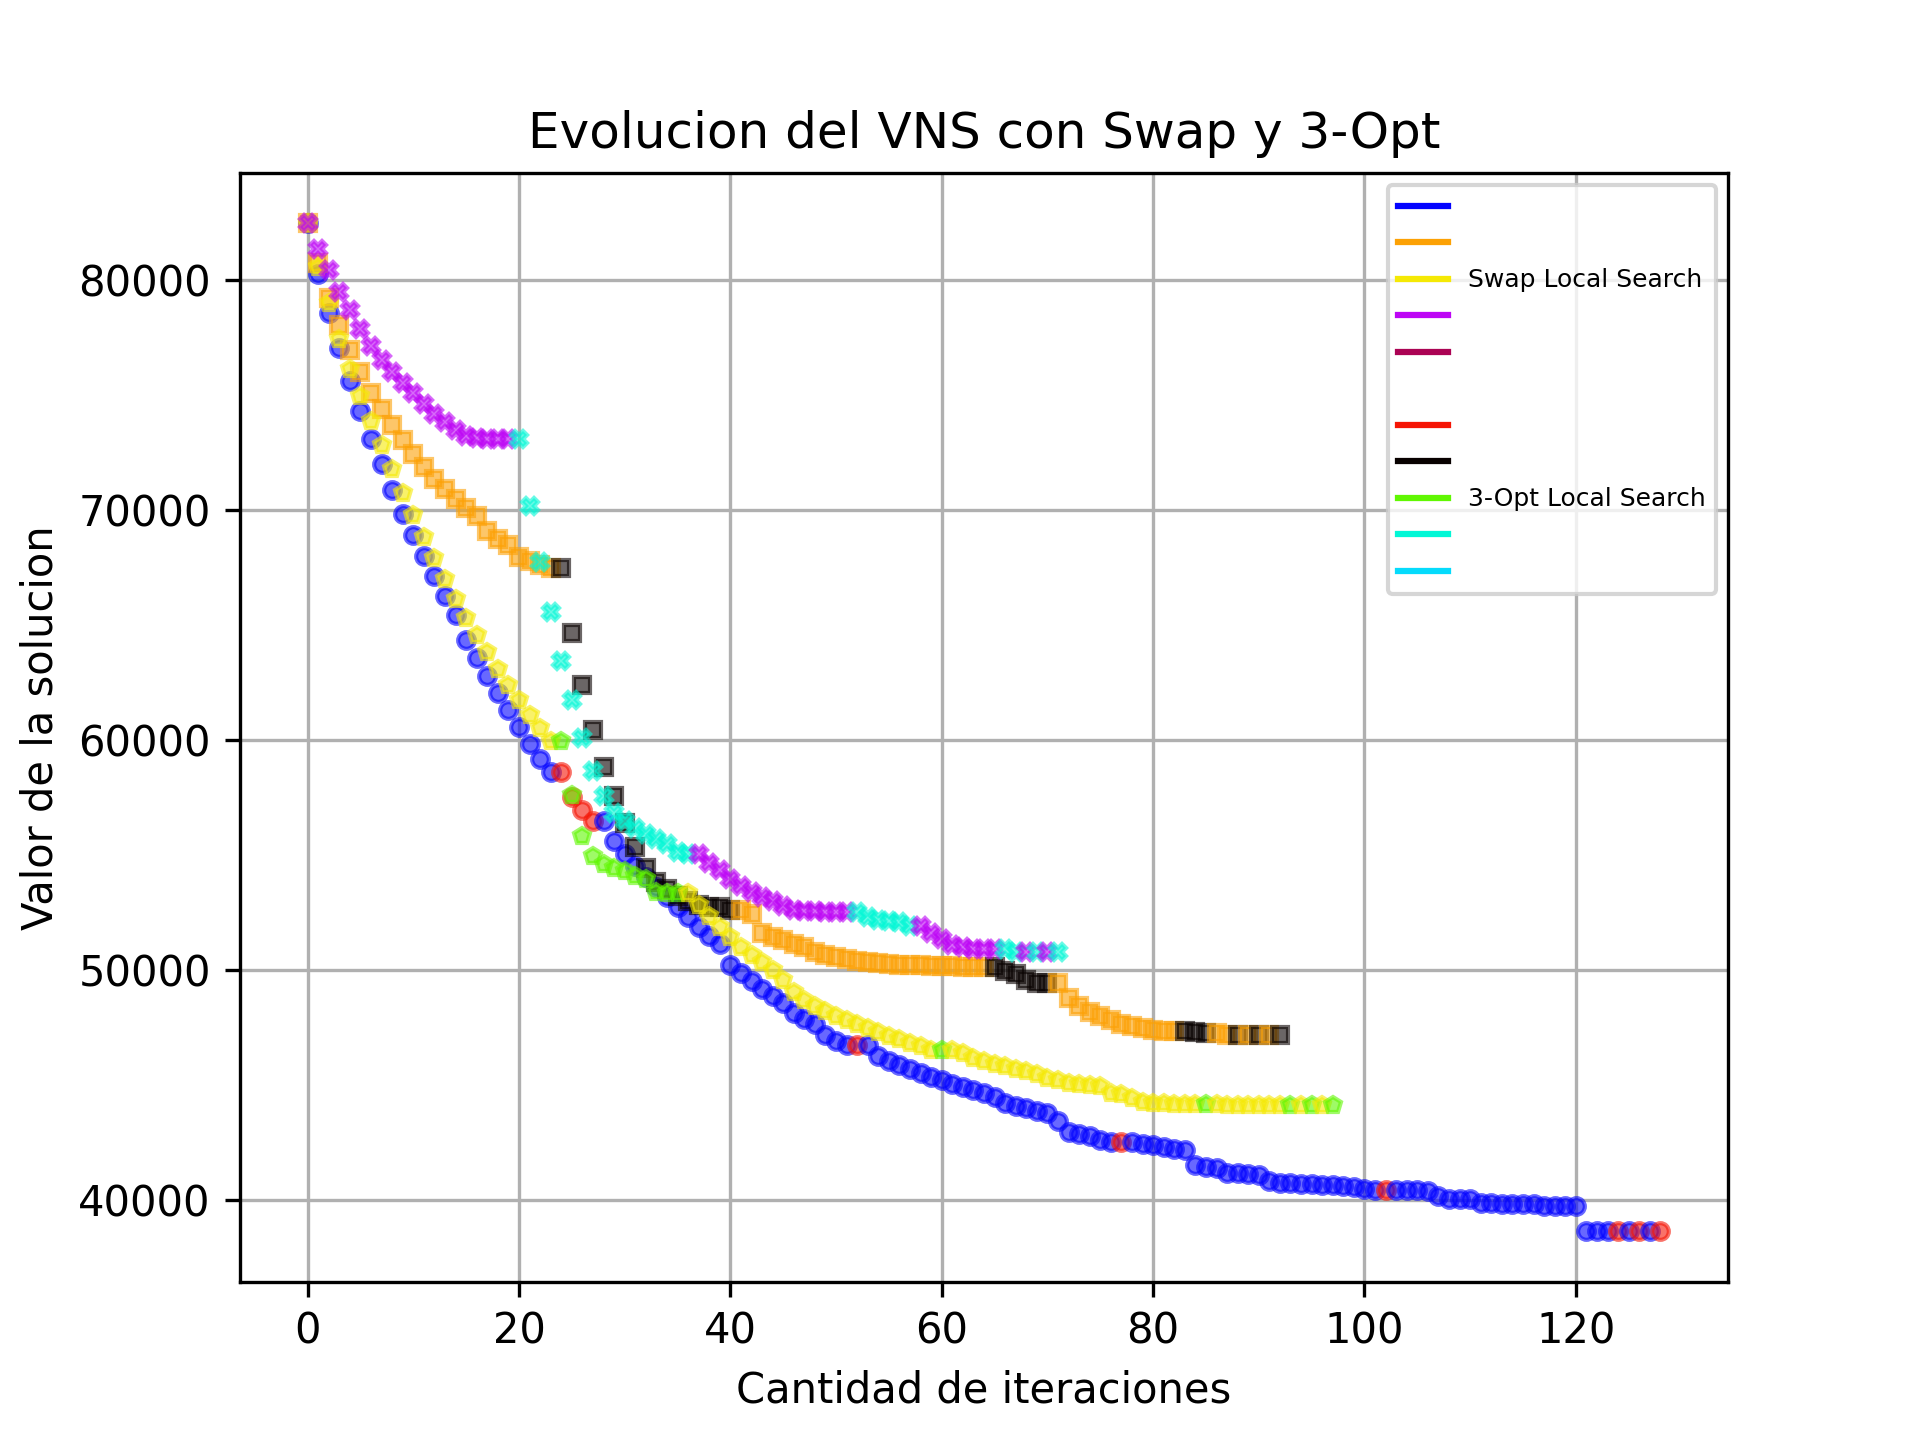 Evolucion del VNS con Swap y 3-Opt
Swap Local Search
3-Opt Local Search
Valor de la solucion
80000
70000
60000
50000
40000
0 20 40 60 80 100 120
Cantidad de iteraciones